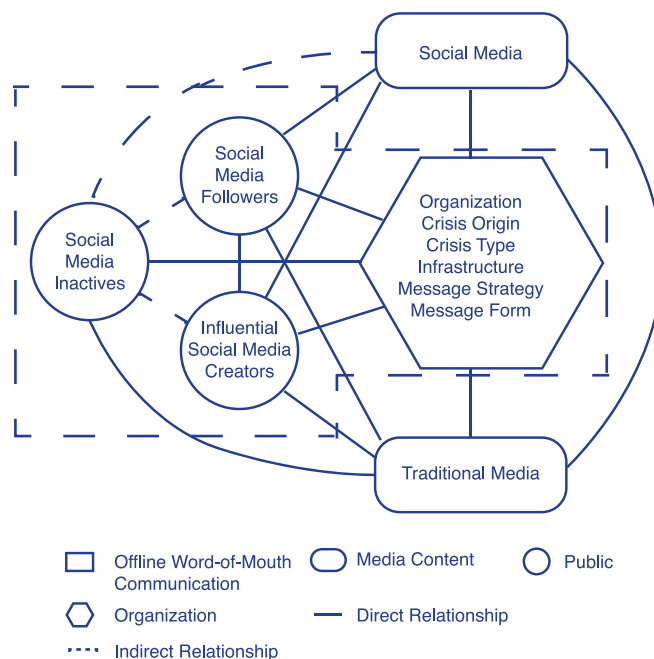 Social Media
Social
Media
Followers
Organization
Crisis Origin
Crisis Type
Infrastructure
Message Strategy
Message Form
Social
Media
Inactives
Influential
Social Media
Creators
Traditional Media
Offline Word-of-Mouth
Communication
Media Content
Public
Organization
Direct Relationship
Indirect Relationship